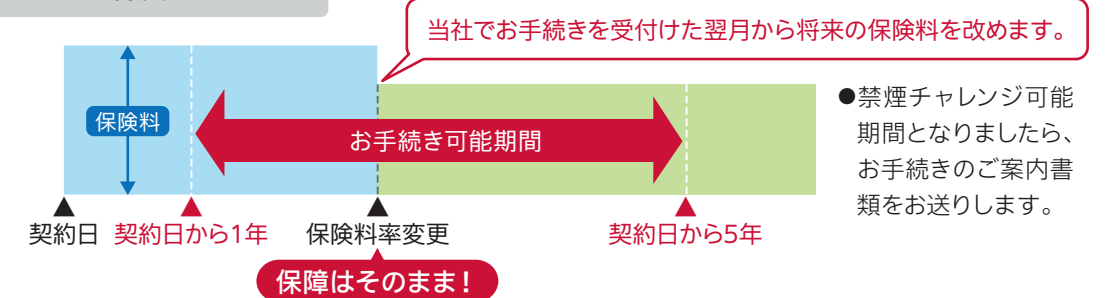 当社でお手続きを受付けた翌月から将来の保険料を改めます。
保険料
お手続き可能期間
●禁煙チャレンジ可能
期間となりましたら、
お手続きのご案内書
類をお送りします。
契約日
契約日から1年
保険料率変更
契約日から5年
保障はそのまま!